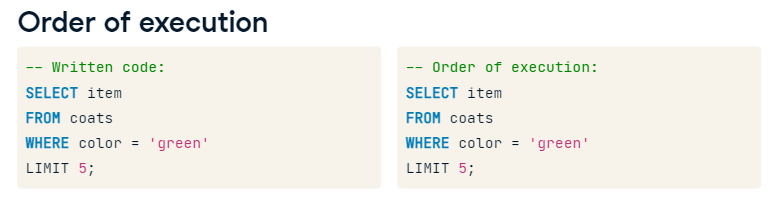 Order of execution
-- Written code:
SELECT item
FROM coats
WHERE color = 'green'
LIMIT 5;
-- Order of execution:
SELECT item
FROM coats
WHERE color = 'green'
LIMIT 5;